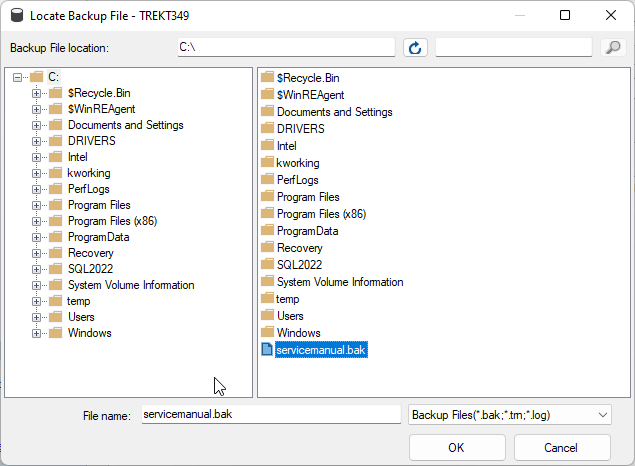 Locate Backup File - TREKT349
Backup File location:
C:\
C:
$Recycle.Bin
$WinREAgent
Documents and Settings
DRIVERS
Intel
kworking
PerfLogs
Program Files
Program Files (x86)
ProgramData
Recovery
SQL2022
System Volume Information
temp
Users
Windows
$Recycle.Bin
$WinREAgent
Documents and Settings
DRIVERS
Intel
kworking
PerfLogs
Program Files
Program Files (x86)
ProgramData
Recovery
SQL2022
System Volume Information
temp
Users
Windows
servicemanual.bak
File name:
servicemanual.bak
Backup Files(*.bak;*.trn;*.log)
OK
Cancel